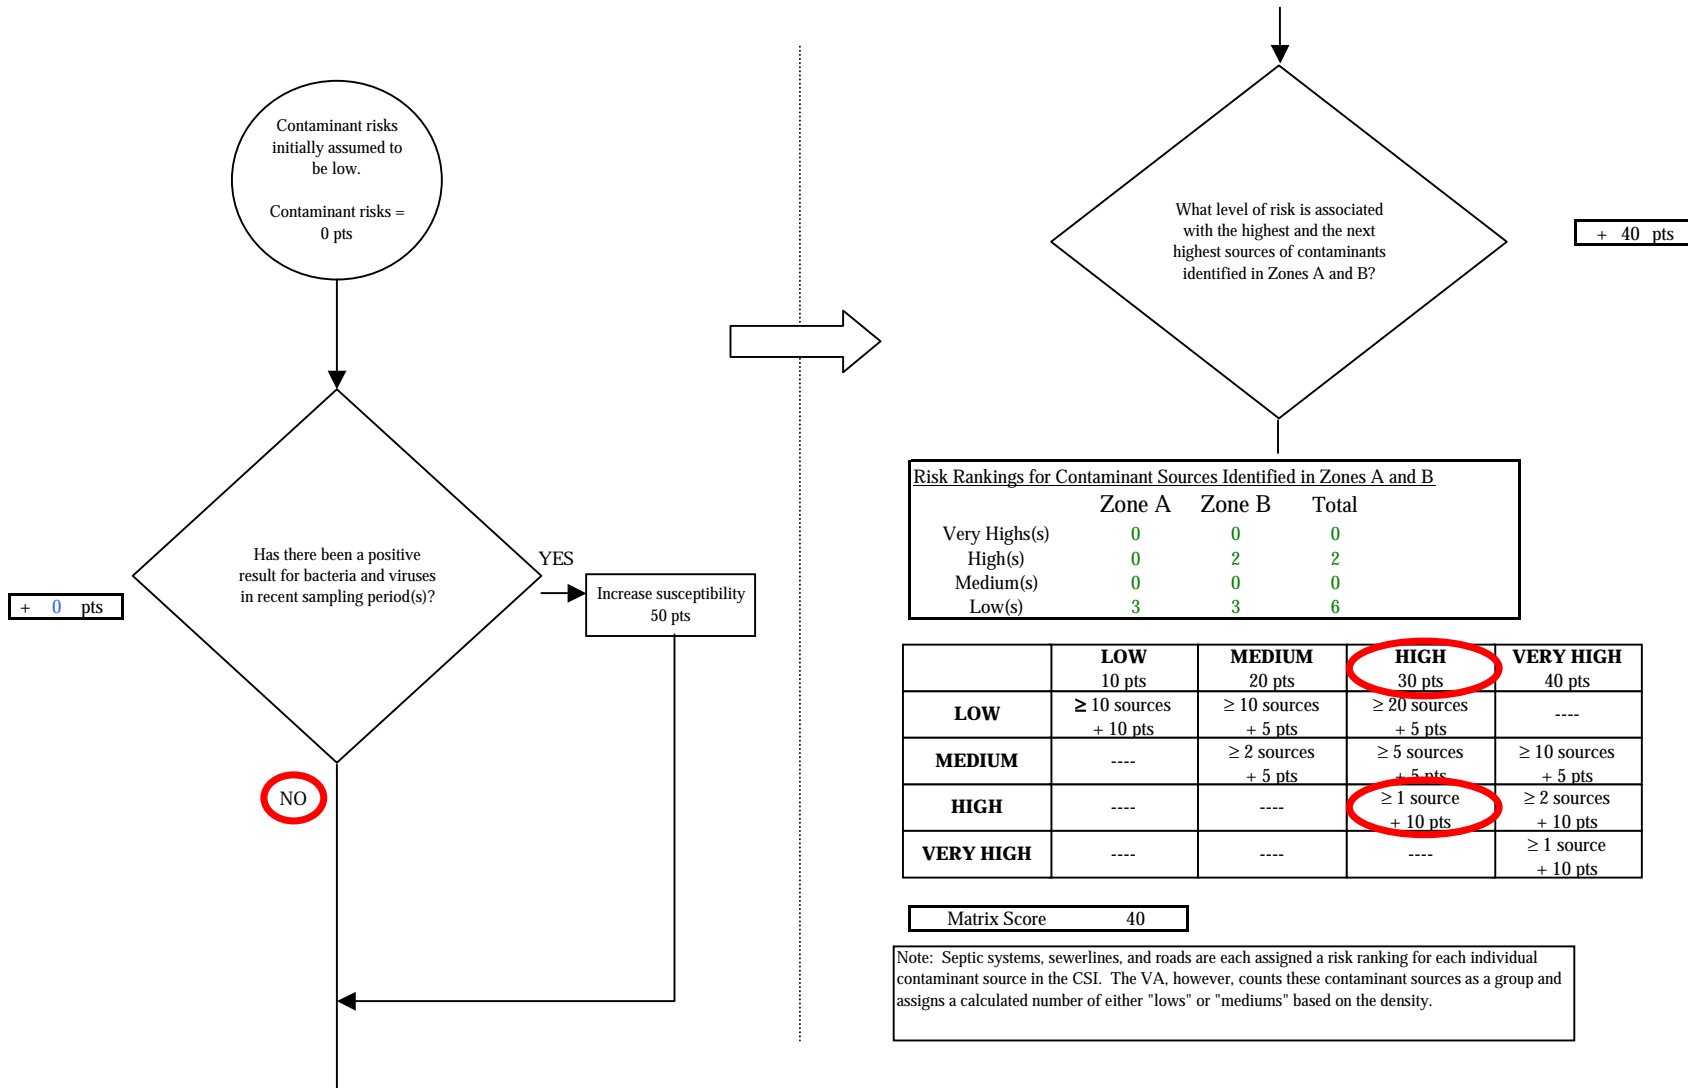 Contaminant risks
initially assumed to
be low.
Contaminant risks =
0 pts
Has there been a positive
result for bacteria and viruses
in recent sampling period(s)?
YES
+ 0 pts
Increase susceptibility
50 pts
NO
What level of risk is associated
with the highest and the next
highest sources of contaminants
identified in Zones A and B?
+ 40 pts
Risk Rankings for Contaminant Sources Identified in Zones A and B
Zone A Zone B Total
Very Highs(s) 0 0 0
High(s) 0 2 2
Medium(s) 0 0 0
Low(s) 3 3 6
LOW MEDIUM HIGH VERY HIGH
10 pts 20 pts 30 pts 40 pts
LOW ≥ 10 sources ≥ 10 sources ≥ 20 sources ----
+ 10 pts + 5 pts + 5 pts
MEDIUM ---- ≥ 2 sources ≥ 5 sources ≥ 10 sources
+ 5 pts + 5 pts + 5 pts
HIGH ---- ---- ≥ 1 source ≥ 2 sources
+ 10 pts + 10 pts
VERY HIGH ---- ---- ---- ≥ 1 source
+ 10 pts
Matrix Score 40
Note: Septic systems, sewerlines, and roads are each assigned a risk ranking for each individual
contaminant source in the CSI. The VA, however, counts these contaminant sources as a group and
assigns a calculated number of either "lows" or "mediums" based on the density.